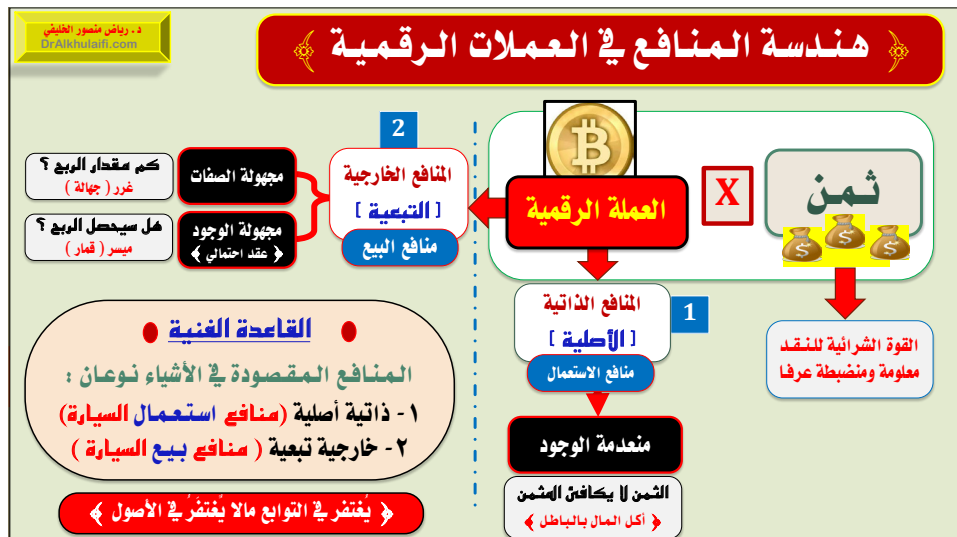 د. رياض منصور الخليفي
DrAlkhulaifi.com
﴿ هندسة المنافع في العملات الرقمية ﴾
ثمن
X
العملة الرقمية
القوة الشرائية للنقد
معلومة ومنضبطة عرفا
1
المنافع الذاتية
[ الأصلية ]
منافع الاستعمال
منعدمة الوجود
الثمن لا يكافئ المثمن
﴿ أكل المال بالباطل ﴾
2
المنافع الخارجية
[ التبعية ]
منافع البيع
مجهولة الصفات
كم مقدار الربح ؟
غرر ( جهالة )
مجهولة الوجود
﴿ عقد احتمالي ﴾
هل سيحصل الربح ؟
ميسر ( قمار )
القاعدة الفنية
المنافع المقصودة في الأشياء نوعان :
١- ذاتية أصلية (منافع استعمال السيارة)
٢- خارجية تبعية ( منافع بيع السيارة )
﴿ يُغتفر في التوابع مالا يُغتفَرُ في الأصول ﴾